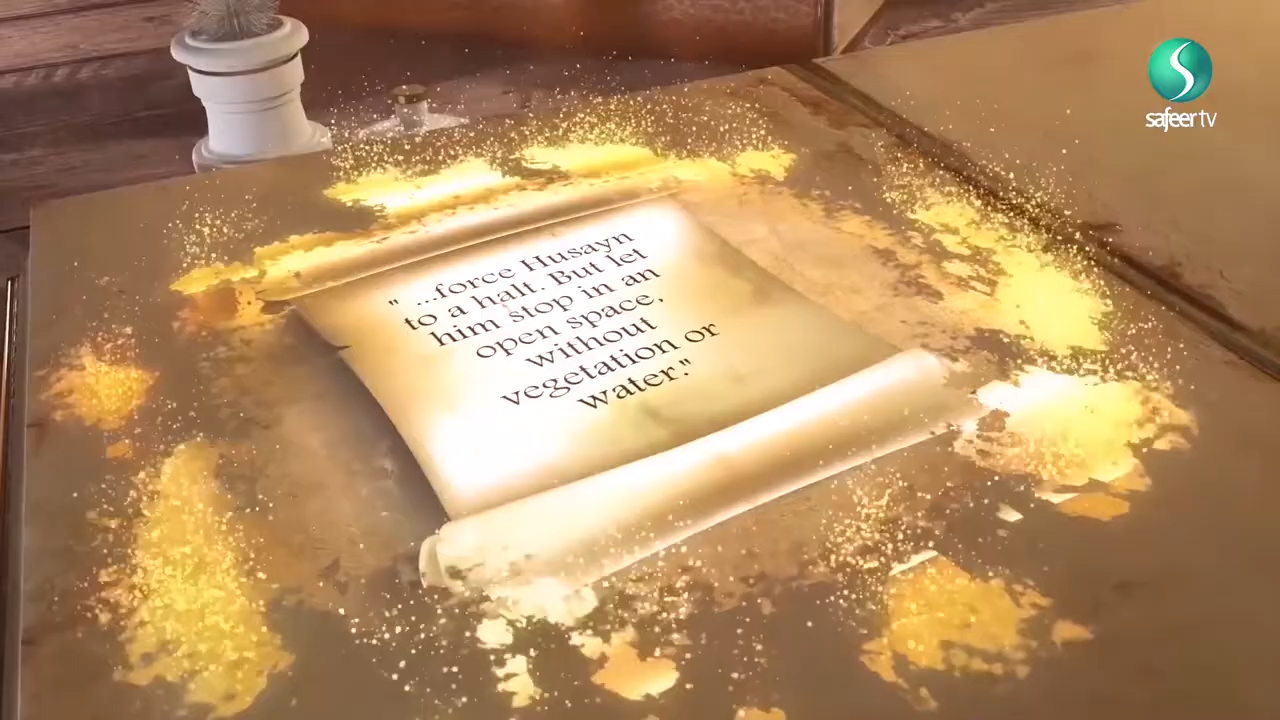 " ...force Husayn
to a halt. But let
him stop in an
open space,
without
vegetation or
water."
safeer tv